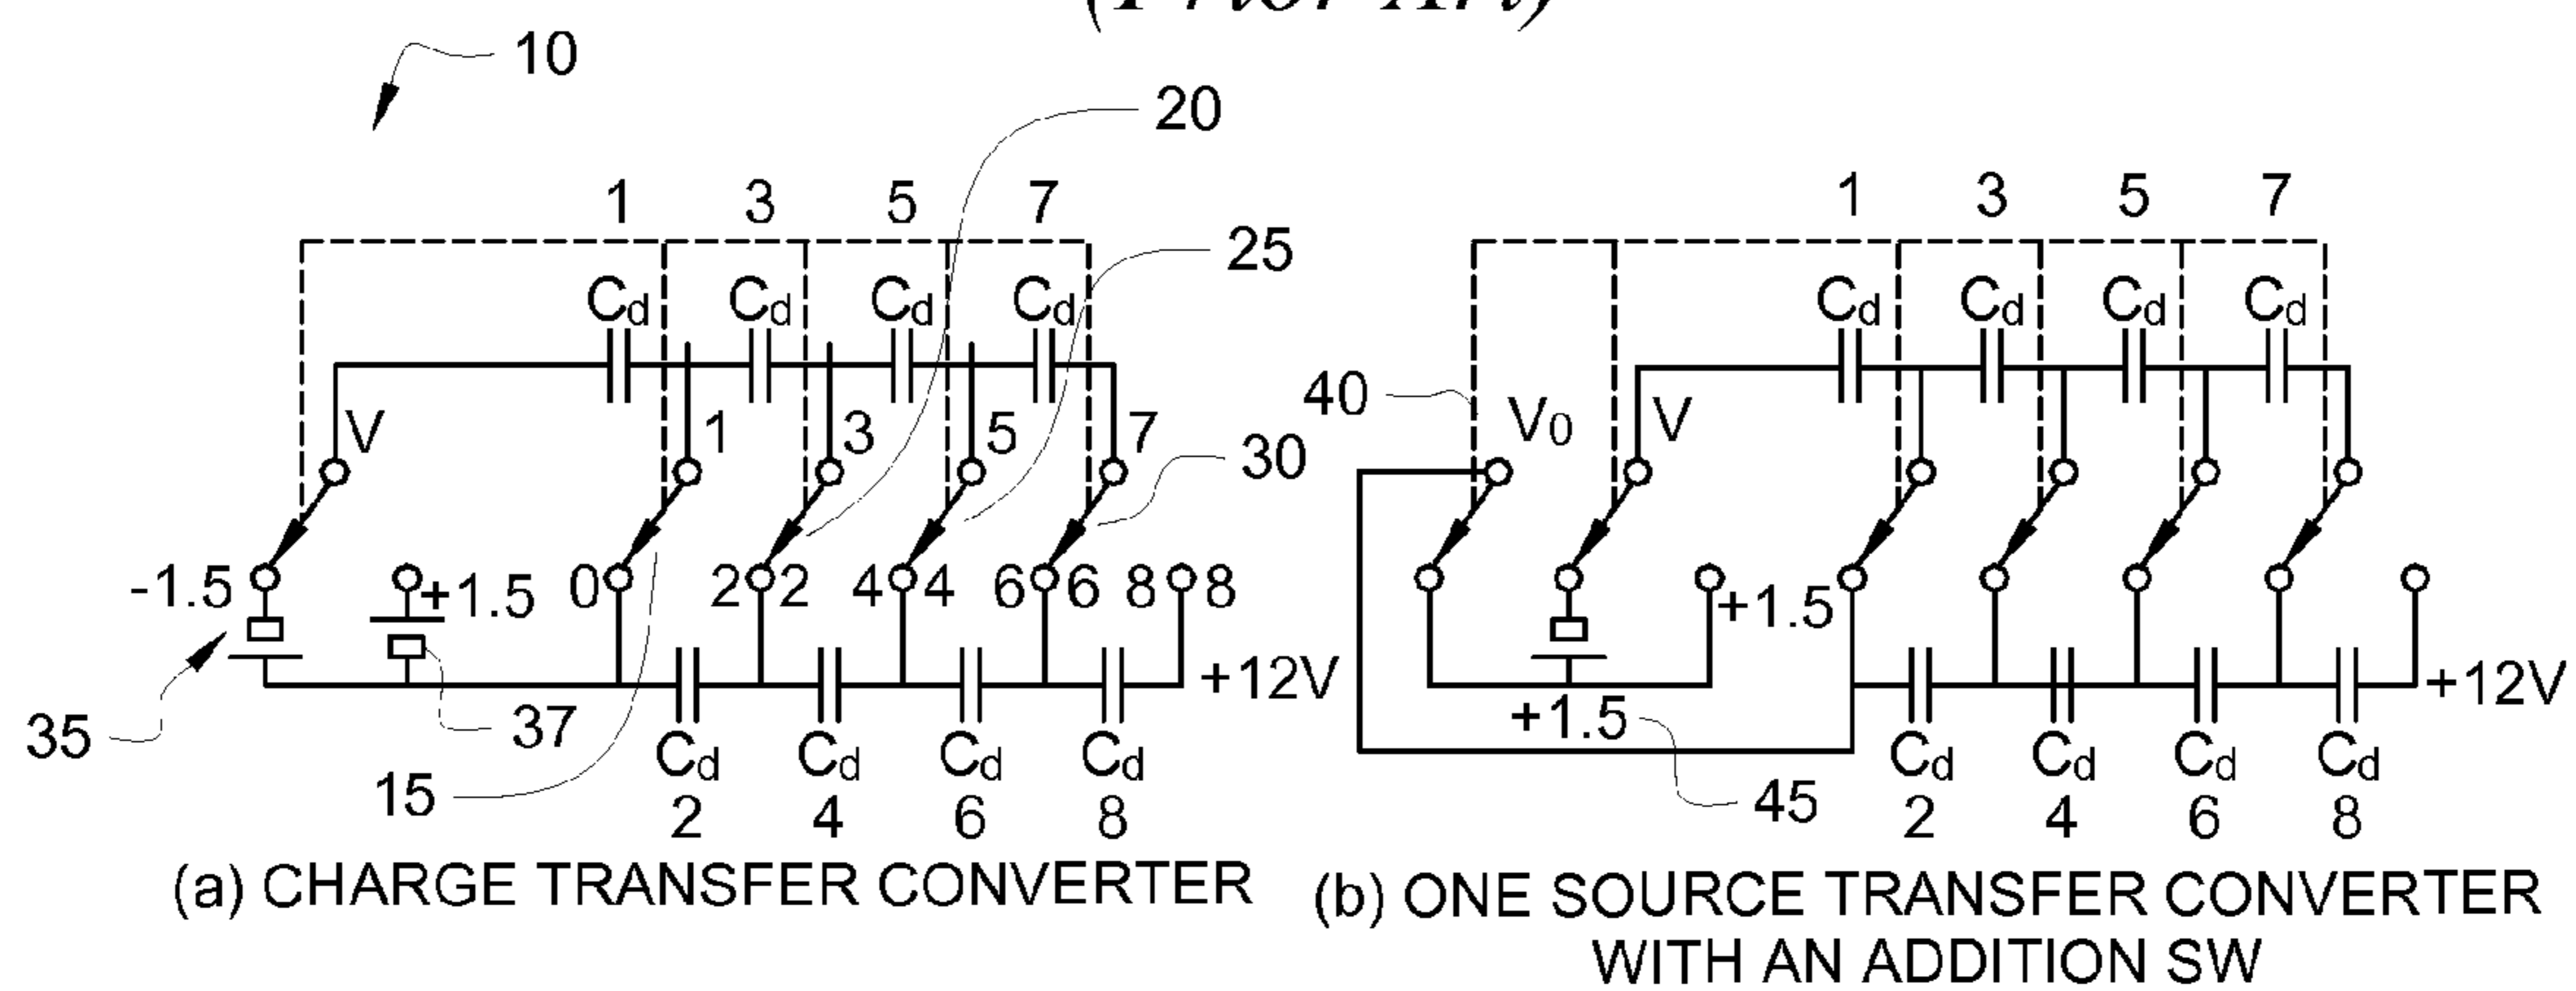 (Prior Art)
10
20
1 3 5 7
25
Cd Cd Cd Cd
V 1 3 5 7
30
-1.5 +1.5 0 2 2 4 4 6 6 8 8
+12V
35 37
15
Cd Cd Cd Cd
2 4 6 8
(a) CHARGE TRANSFER CONVERTER
1 3 5 7
Cd Cd Cd Cd
40
V0 V
+1.5
+1.5
+12V
45
Cd Cd Cd Cd
2 4 6 8
(b) ONE SOURCE TRANSFER CONVERTER
WITH AN ADDITION SW